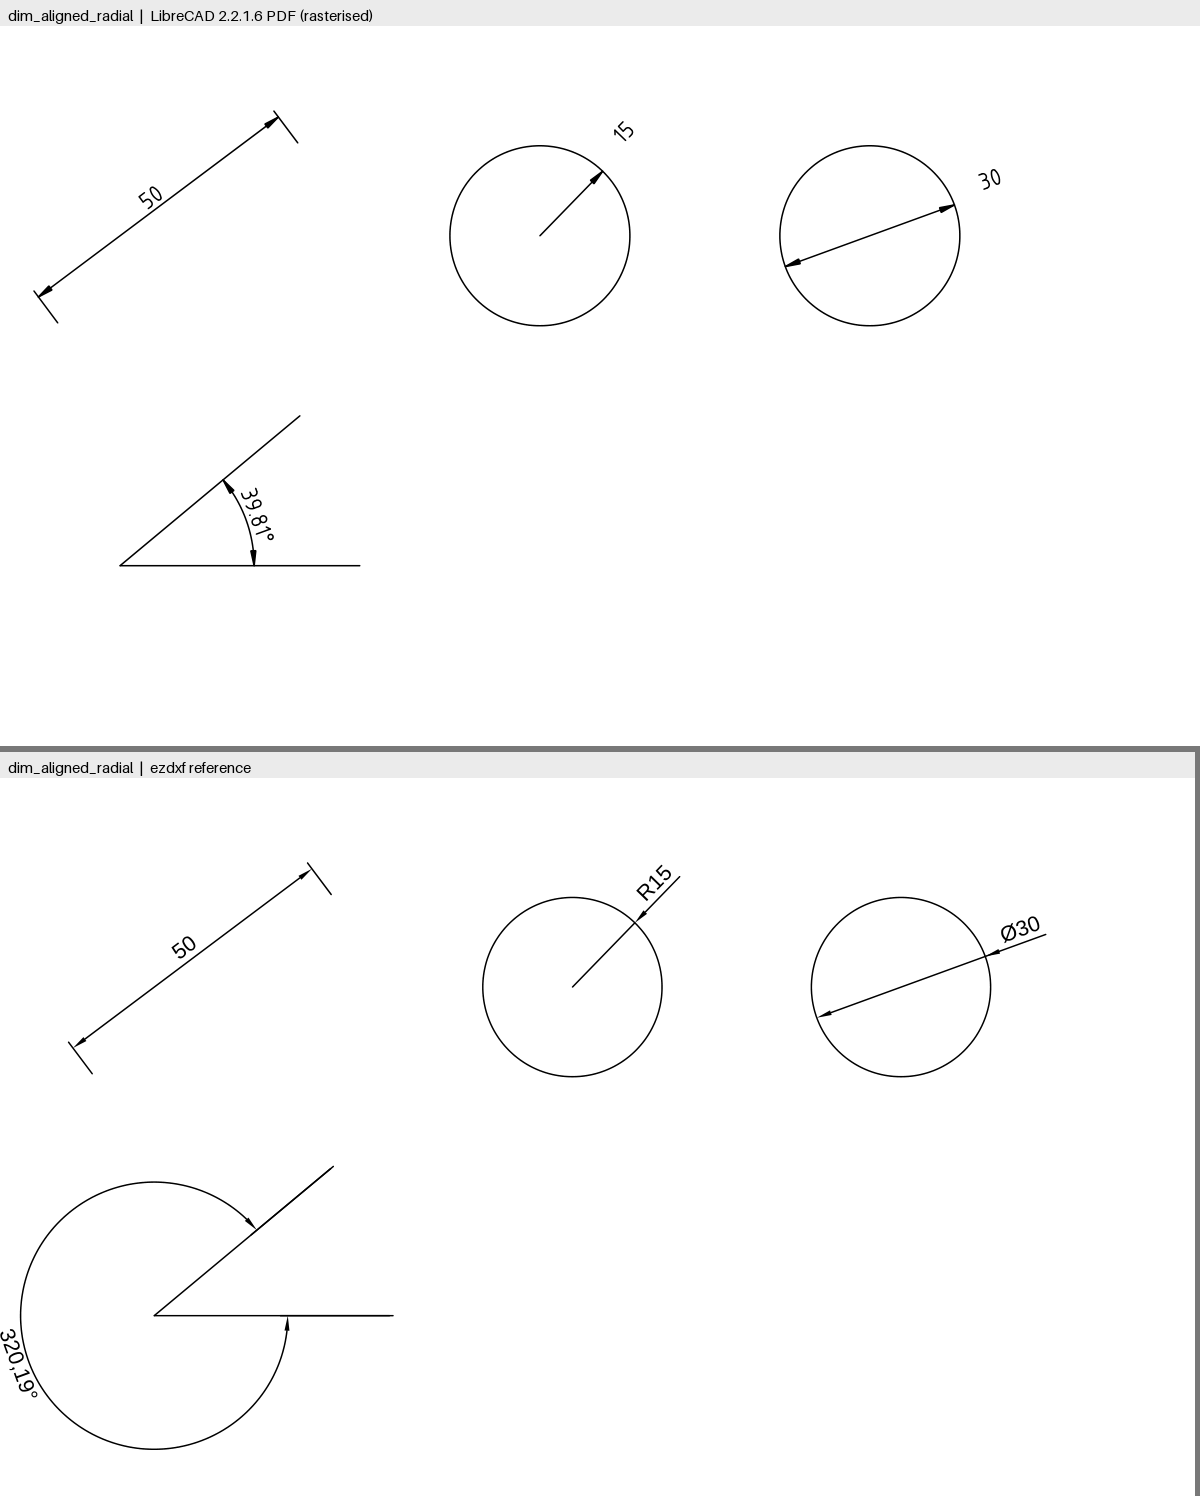 dim_aligned_radial | LibreCAD 2.2.1.6 PDF (rasterised)
50
15
30
39.81°
dim_aligned_radial | ezdxf reference
50
R15
Ø30
320,19°